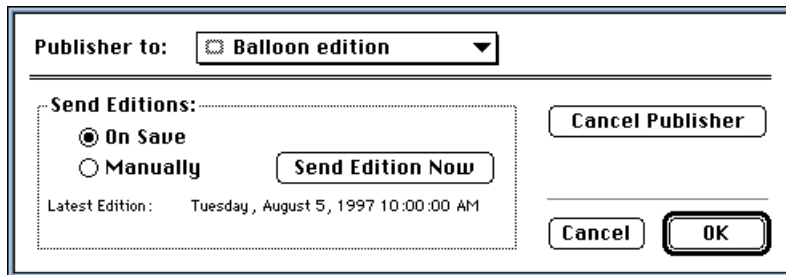 Publisher to: Balloon edition
Send Editions:
On Save
Manually
Send Edition Now
Latest Edition: Tuesday, August 5, 1997 10:00:00 AM
Cancel Publisher
Cancel
OK